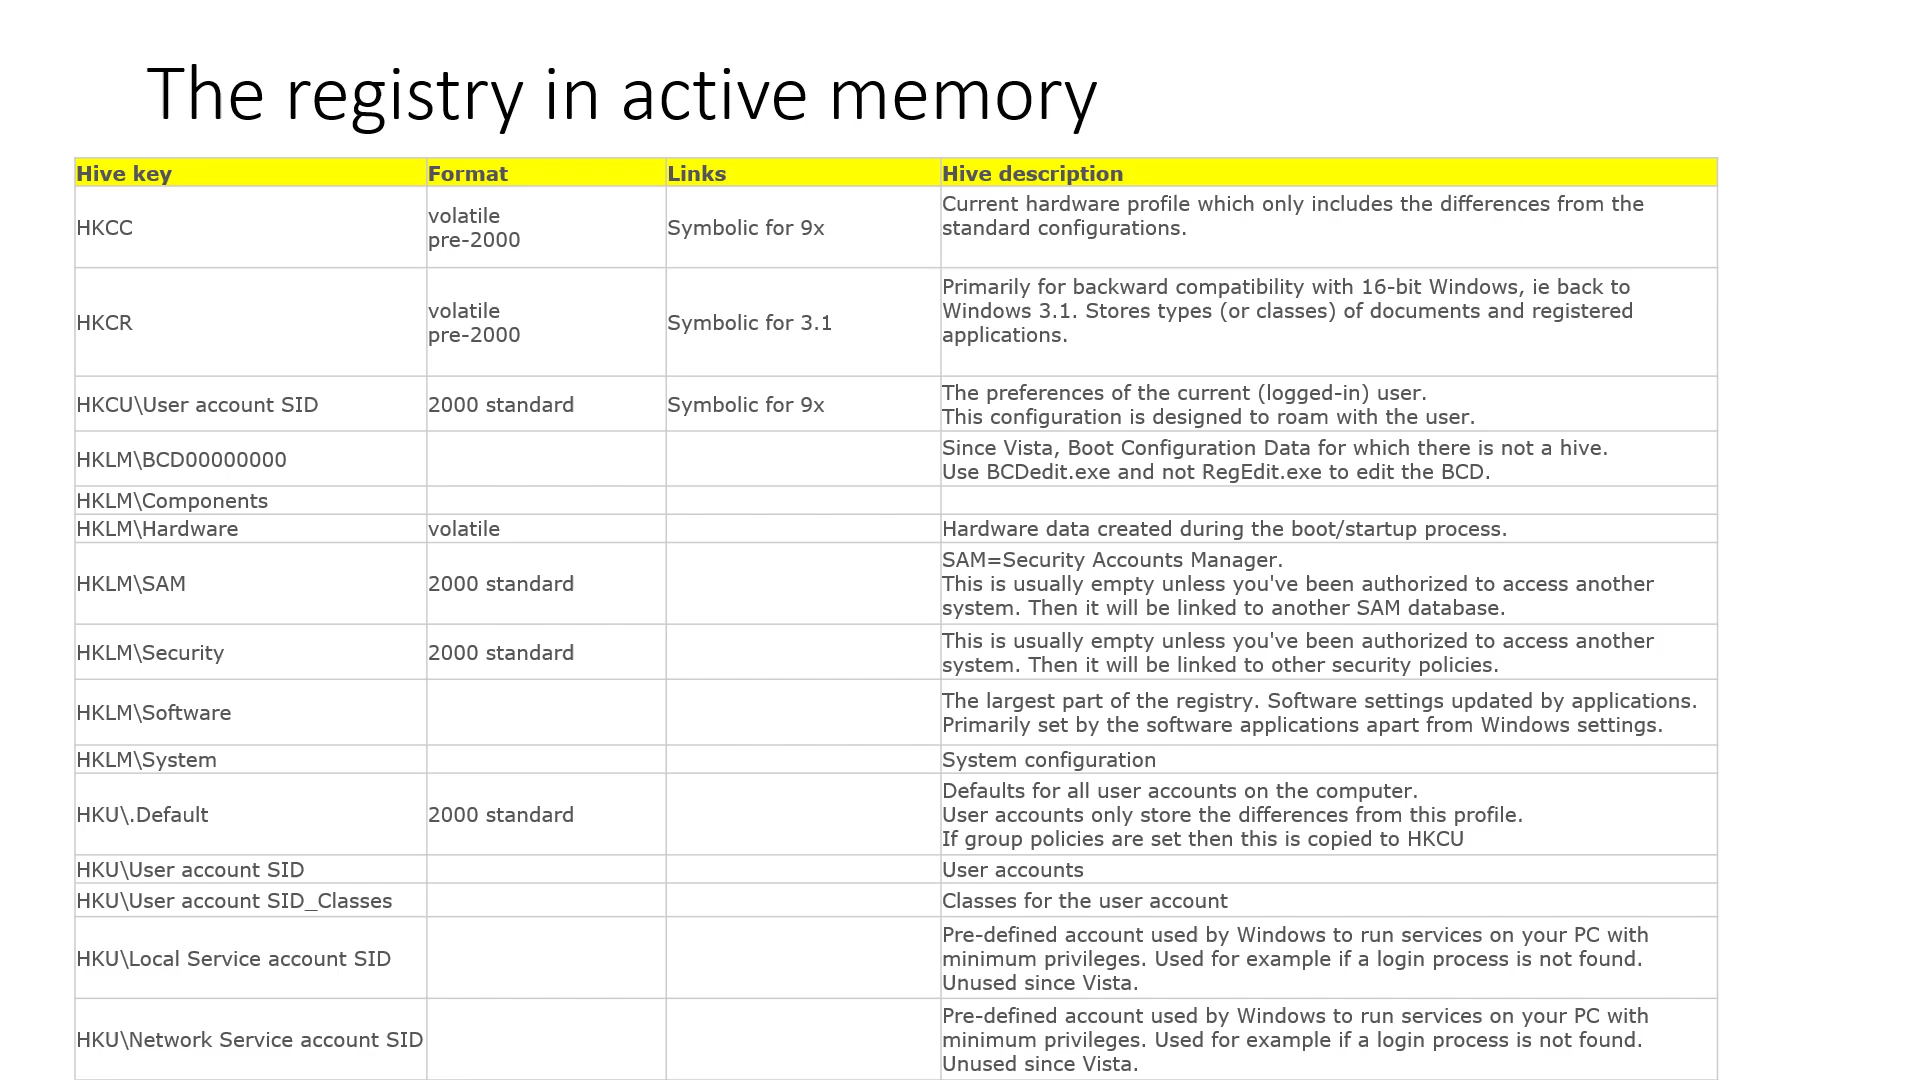 The registry in active memory
Hive key Format Links Hive description
HKCC
volatile
pre-2000
Symbolic for 9x
Current hardware profile which only includes the differences from the
standard configurations.
HKCR
volatile
pre-2000
Symbolic for 3.1
Primarily for backward compatibility with 16-bit Windows, ie back to
Windows 3.1. Stores types (or classes) of documents and registered
applications.
HKCU\User account SID
2000 standard
Symbolic for 9x
The preferences of the current (logged-in) user.
This configuration is designed to roam with the user.
HKLM\BCD00000000
Since Vista, Boot Configuration Data for which there is not a hive.
Use BCDedit.exe and not RegEdit.exe to edit the BCD.
HKLM\Components
HKLM\Hardware
volatile
Hardware data created during the boot/startup process.
HKLM\SAM
2000 standard
SAM=Security Accounts Manager.
This is usually empty unless you've been authorized to access another
system. Then it will be linked to another SAM database.
HKLM\Security
2000 standard
This is usually empty unless you've been authorized to access another
system. Then it will be linked to other security policies.
HKLM\Software
The largest part of the registry. Software settings updated by applications.
Primarily set by the software applications apart from Windows settings.
HKLM\System
System configuration
HKU\.Default
2000 standard
Defaults for all user accounts on the computer.
User accounts only store the differences from this profile.
If group policies are set then this is copied to HKCU
HKU\User account SID
User accounts
HKU\User account SID_Classes
Classes for the user account
HKU\Local Service account SID
Pre-defined account used by Windows to run services on your PC with
minimum privileges. Used for example if a login process is not found.
Unused since Vista.
HKU\Network Service account SID
Pre-defined account used by Windows to run services on your PC with
minimum privileges. Used for example if a login process is not found.
Unused since Vista.